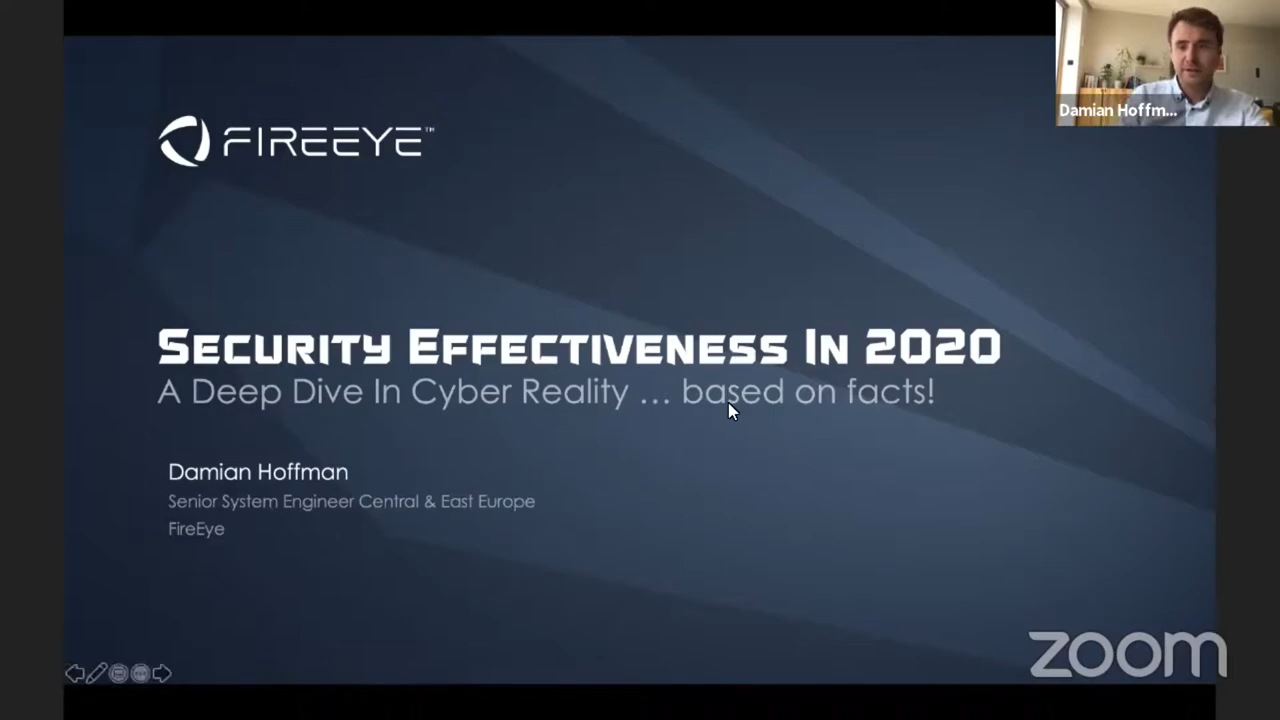 FIREEYE™
Damian Hoffm...
SECURITY EFFECTIVENESS IN 2020
A Deep Dive In Cyber Reality ... based on facts!
Damian Hoffman
Senior System Engineer Central & East Europe
FireEye
zoom